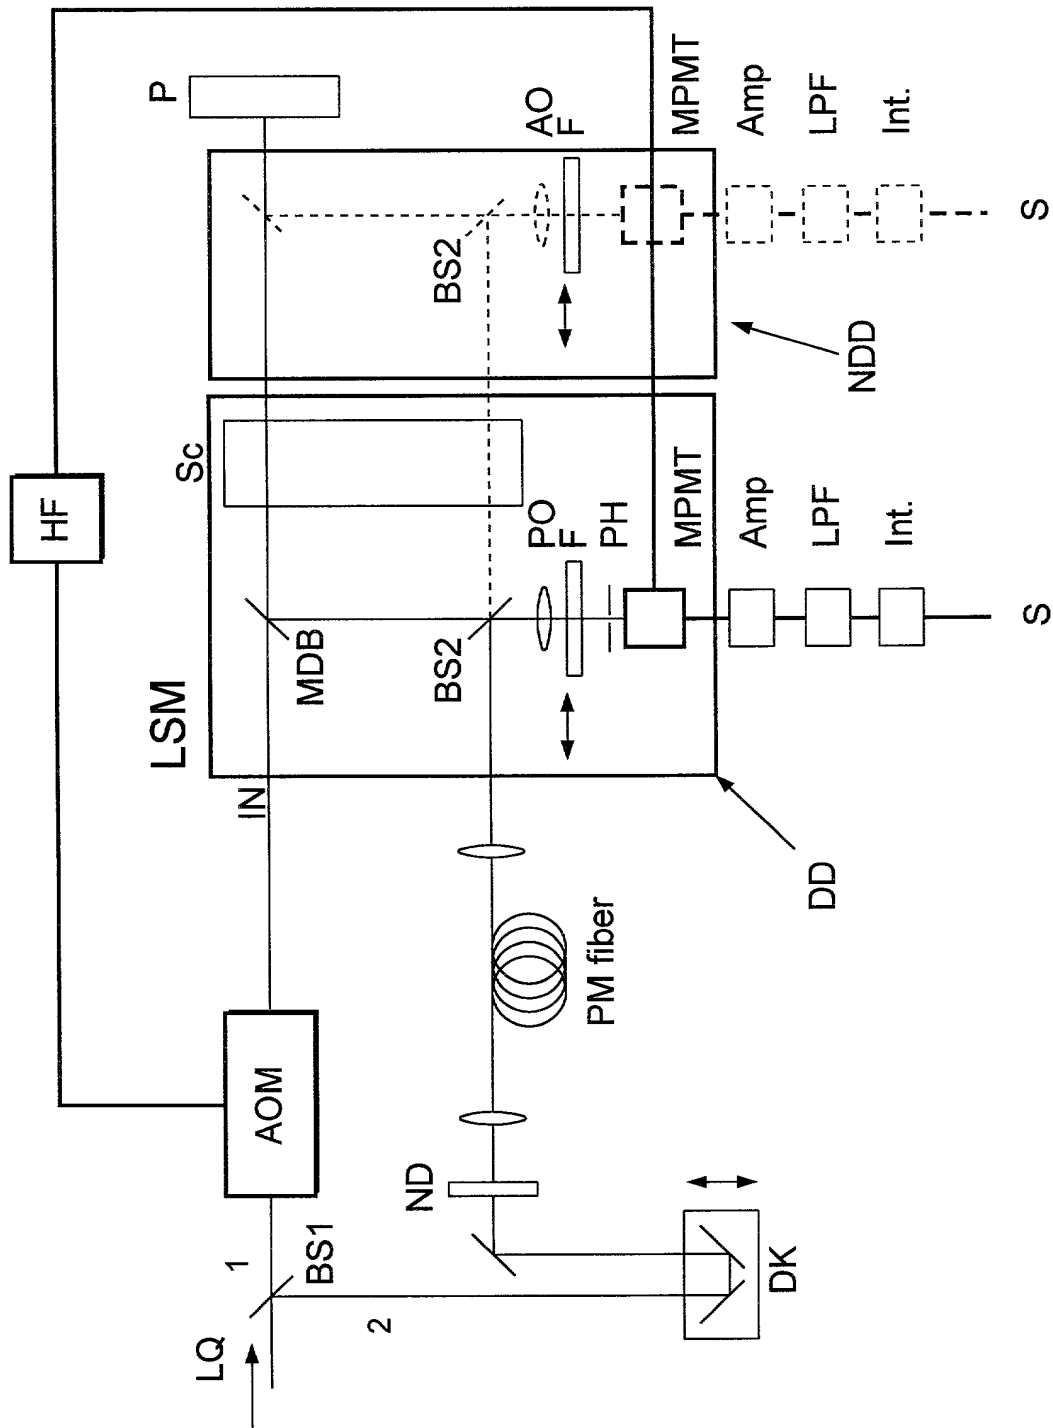 LQ
1
BS1
2
AOM
HF
IN
LSM
MDB
Sc
BS2
PO
F
PH
MPMT
Amp
LPF
Int.
S
P
BS2
AO
F
MPMT
Amp
LPF
Int.
S
NDD
DD
PM fiber
ND
DK